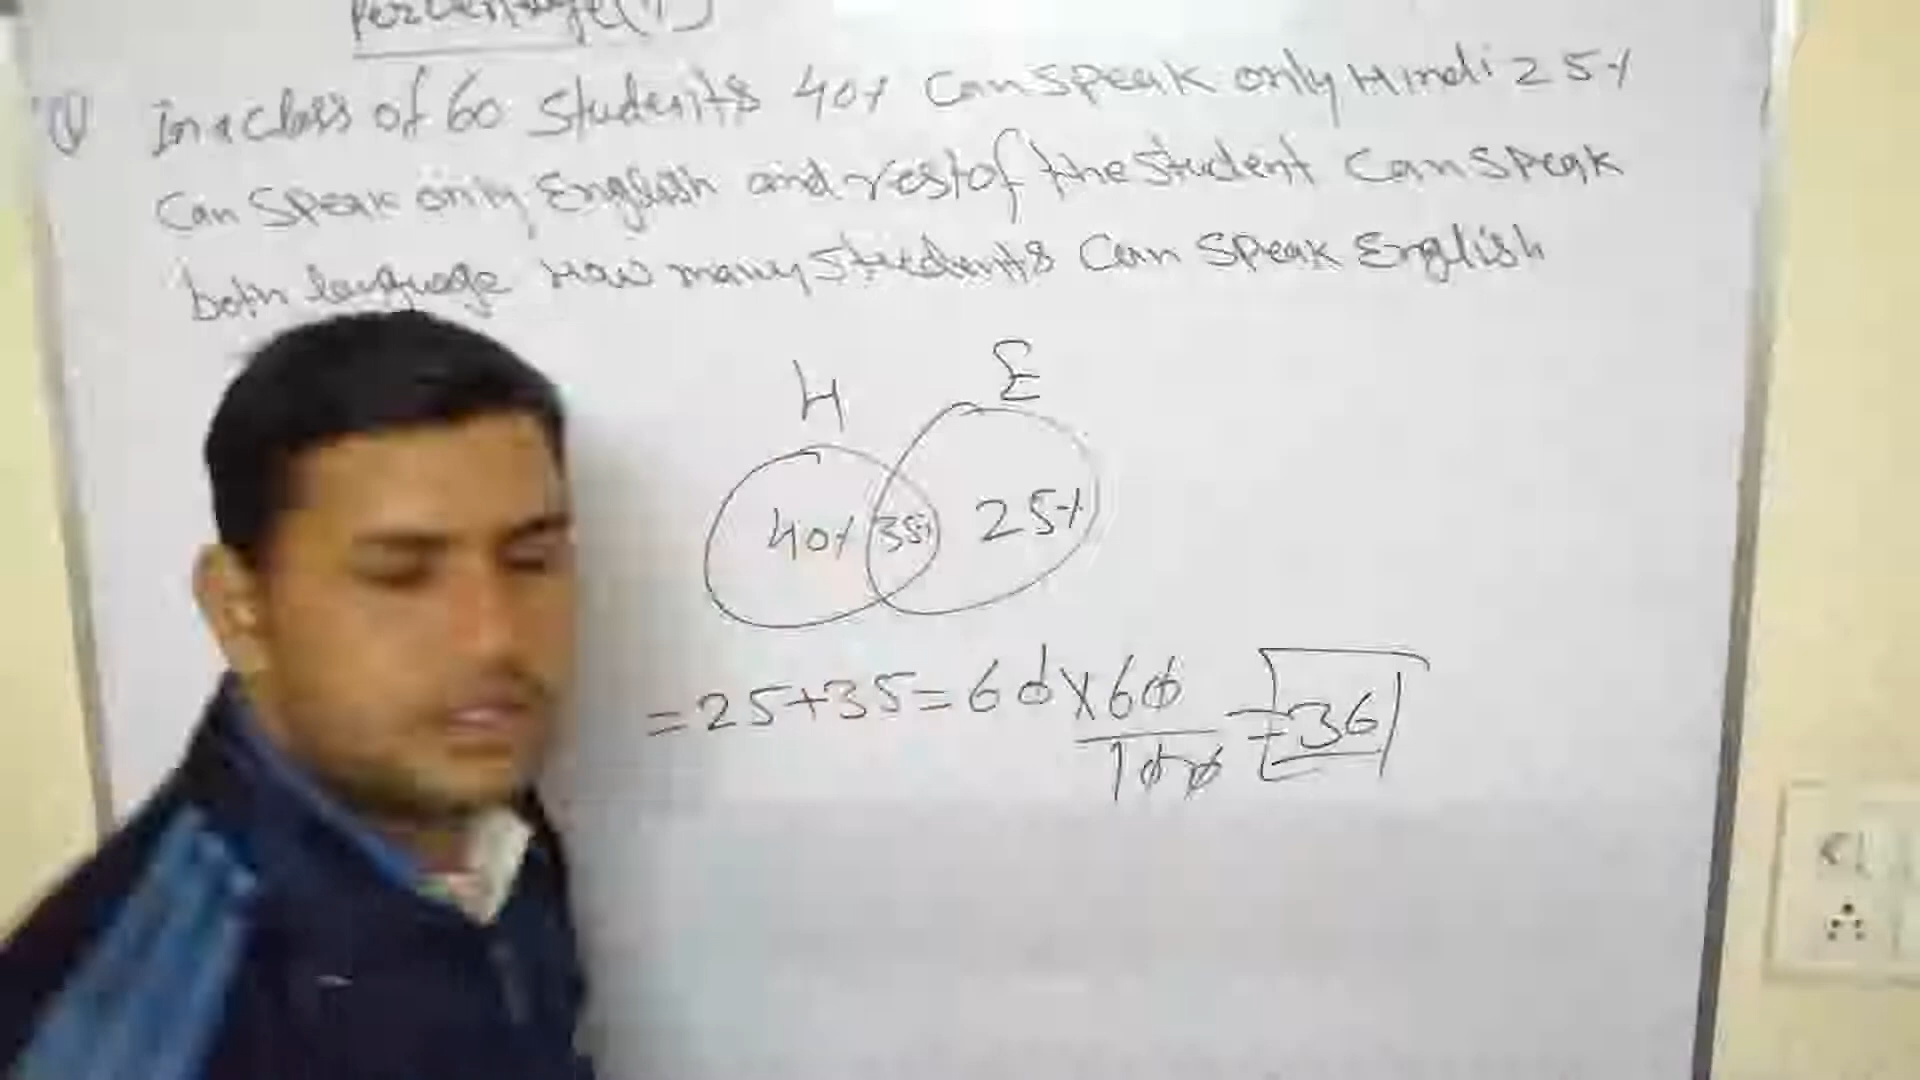 Percentage(%)
In a class of 60 students 40% Can speak only Hindi 25%
Can speak only English and rest of the student Can speak
both language How many students Can speak English
H E
40% 35% 25%
=25+35=60×60/100=36